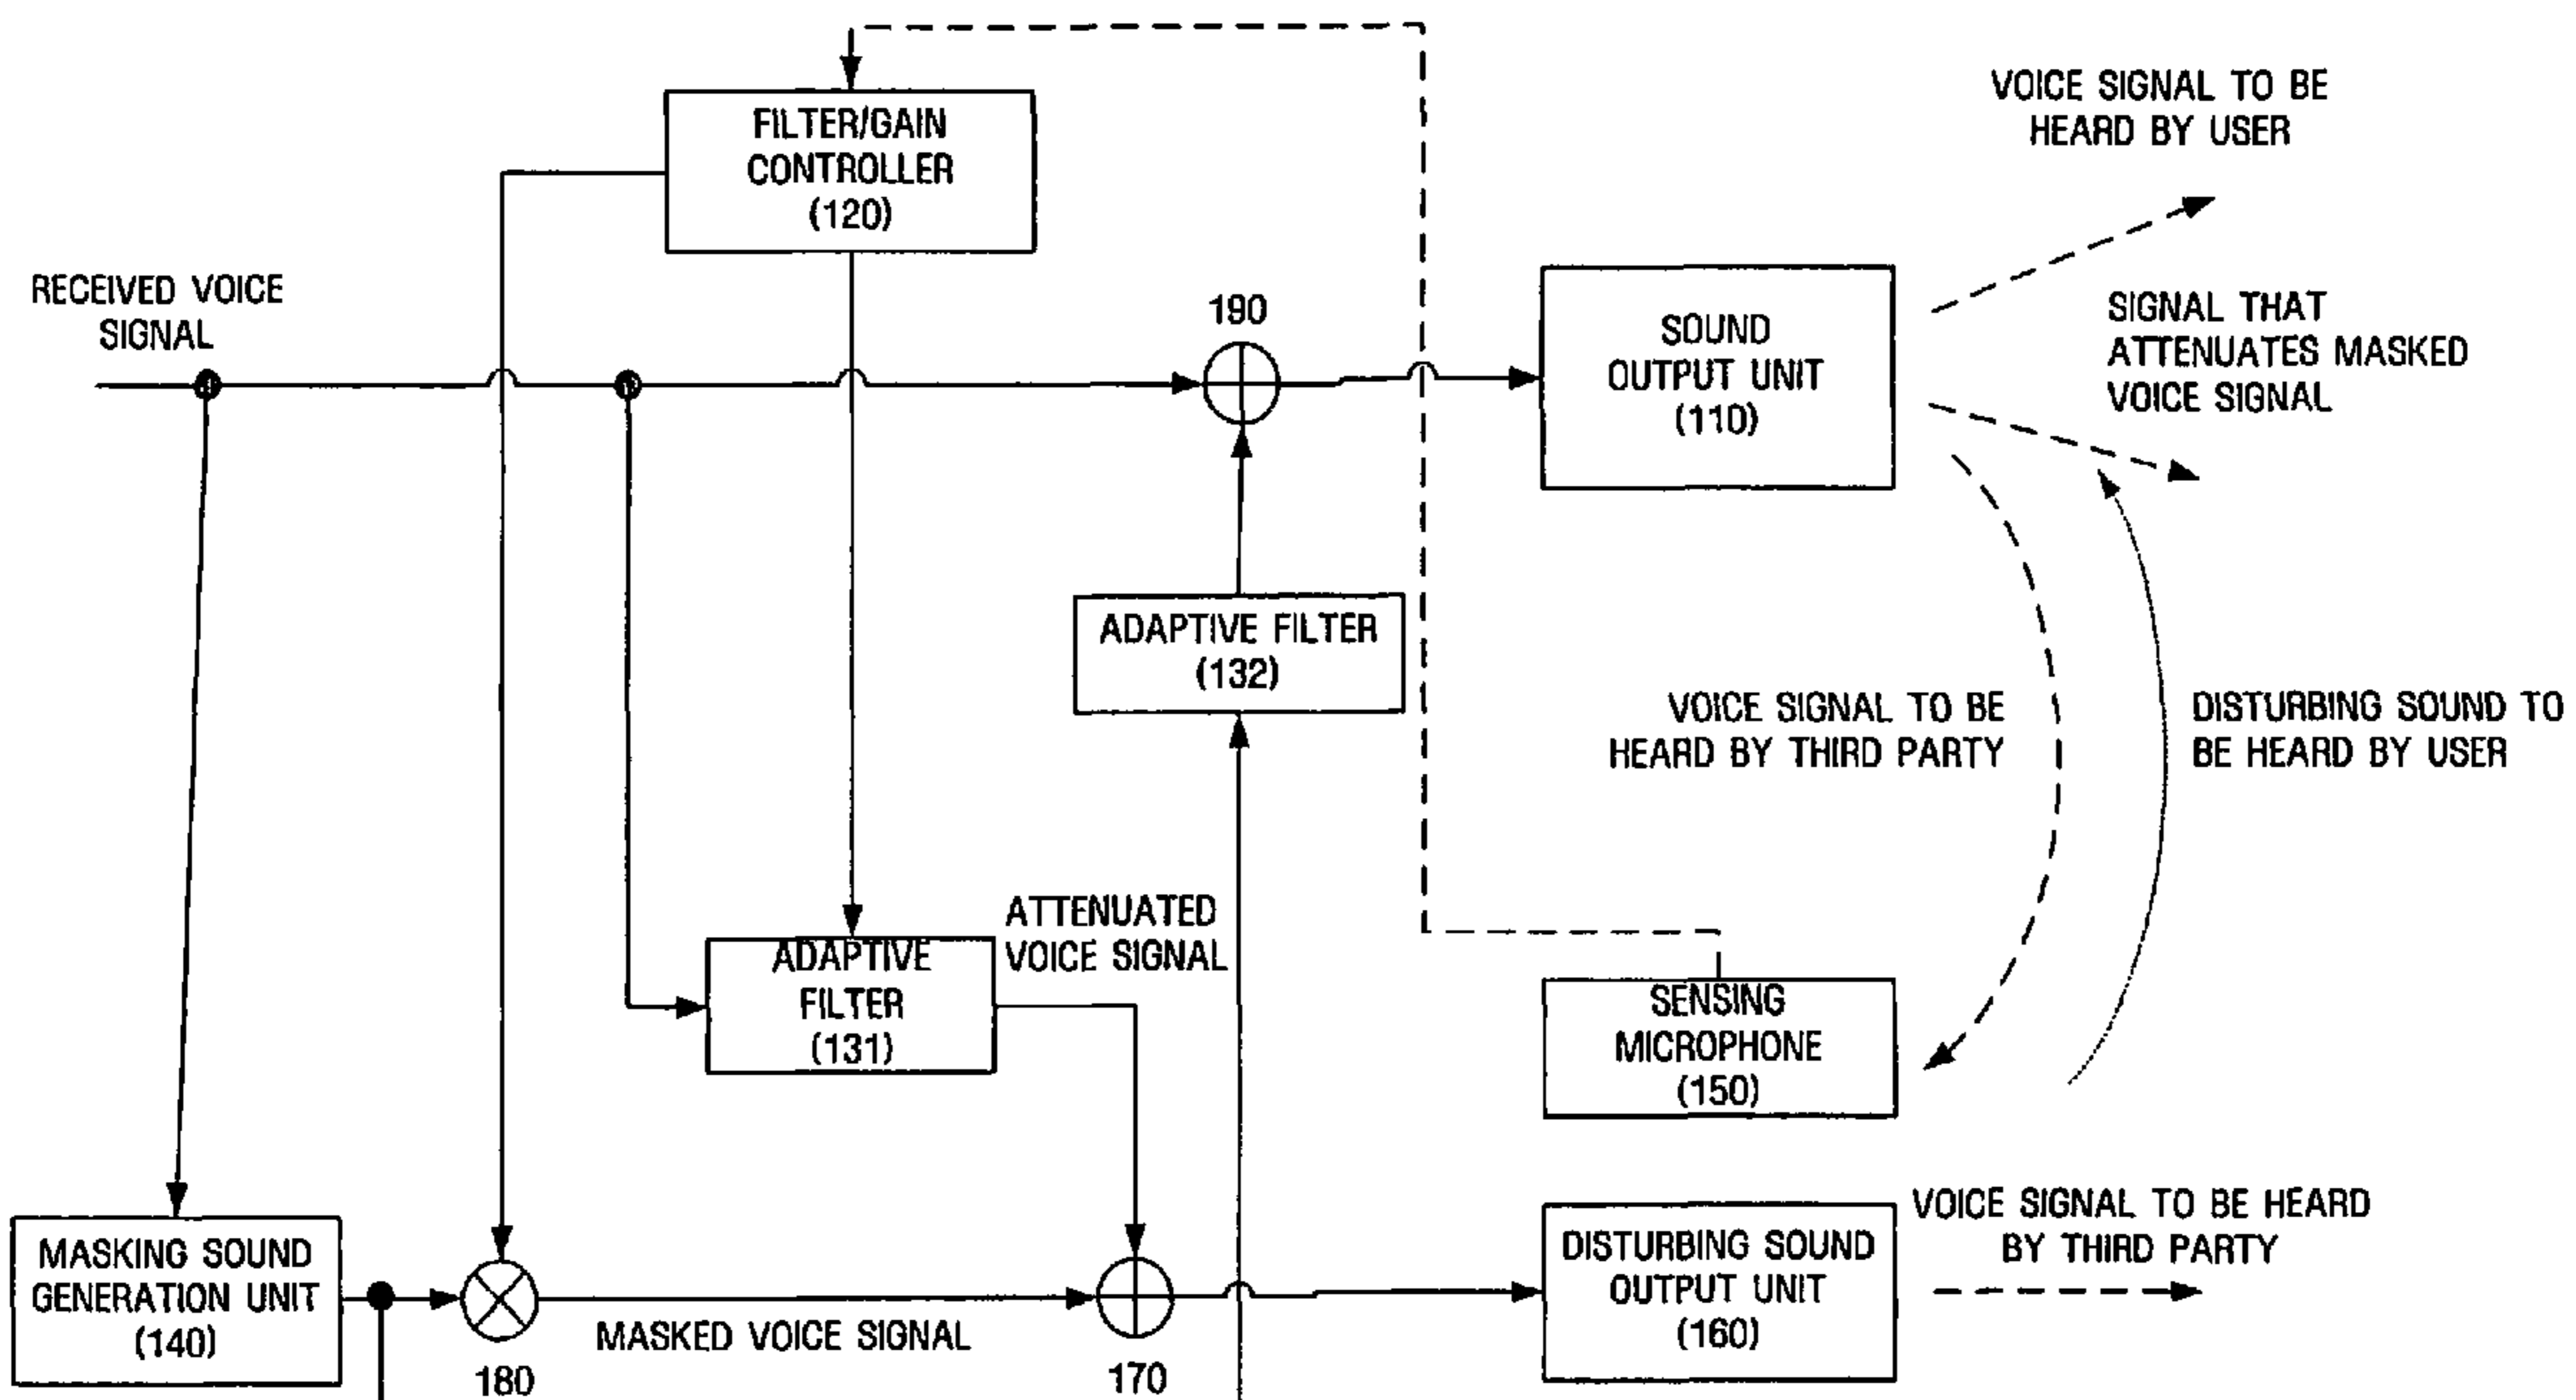 VOICE SIGNAL TO BE
HEARD BY USER
FILTER/GAIN
CONTROLLER
(120)
RECEIVED VOICE
SIGNAL
190
SOUND
OUTPUT UNIT
(110)
SIGNAL THAT
ATTENUATES MASKED
VOICE SIGNAL
ADAPTIVE FILTER
(132)
VOICE SIGNAL TO BE
HEARD BY THIRD PARTY
DISTURBING SOUND TO
BE HEARD BY USER
ADAPTIVE
FILTER
(131)
ATTENUATED
VOICE SIGNAL
SENSING
MICROPHONE
(150)
MASKING SOUND
GENERATION UNIT
(140)
180
MASKED VOICE SIGNAL
170
DISTURBING SOUND
OUTPUT UNIT
(160)
VOICE SIGNAL TO BE HEARD
BY THIRD PARTY